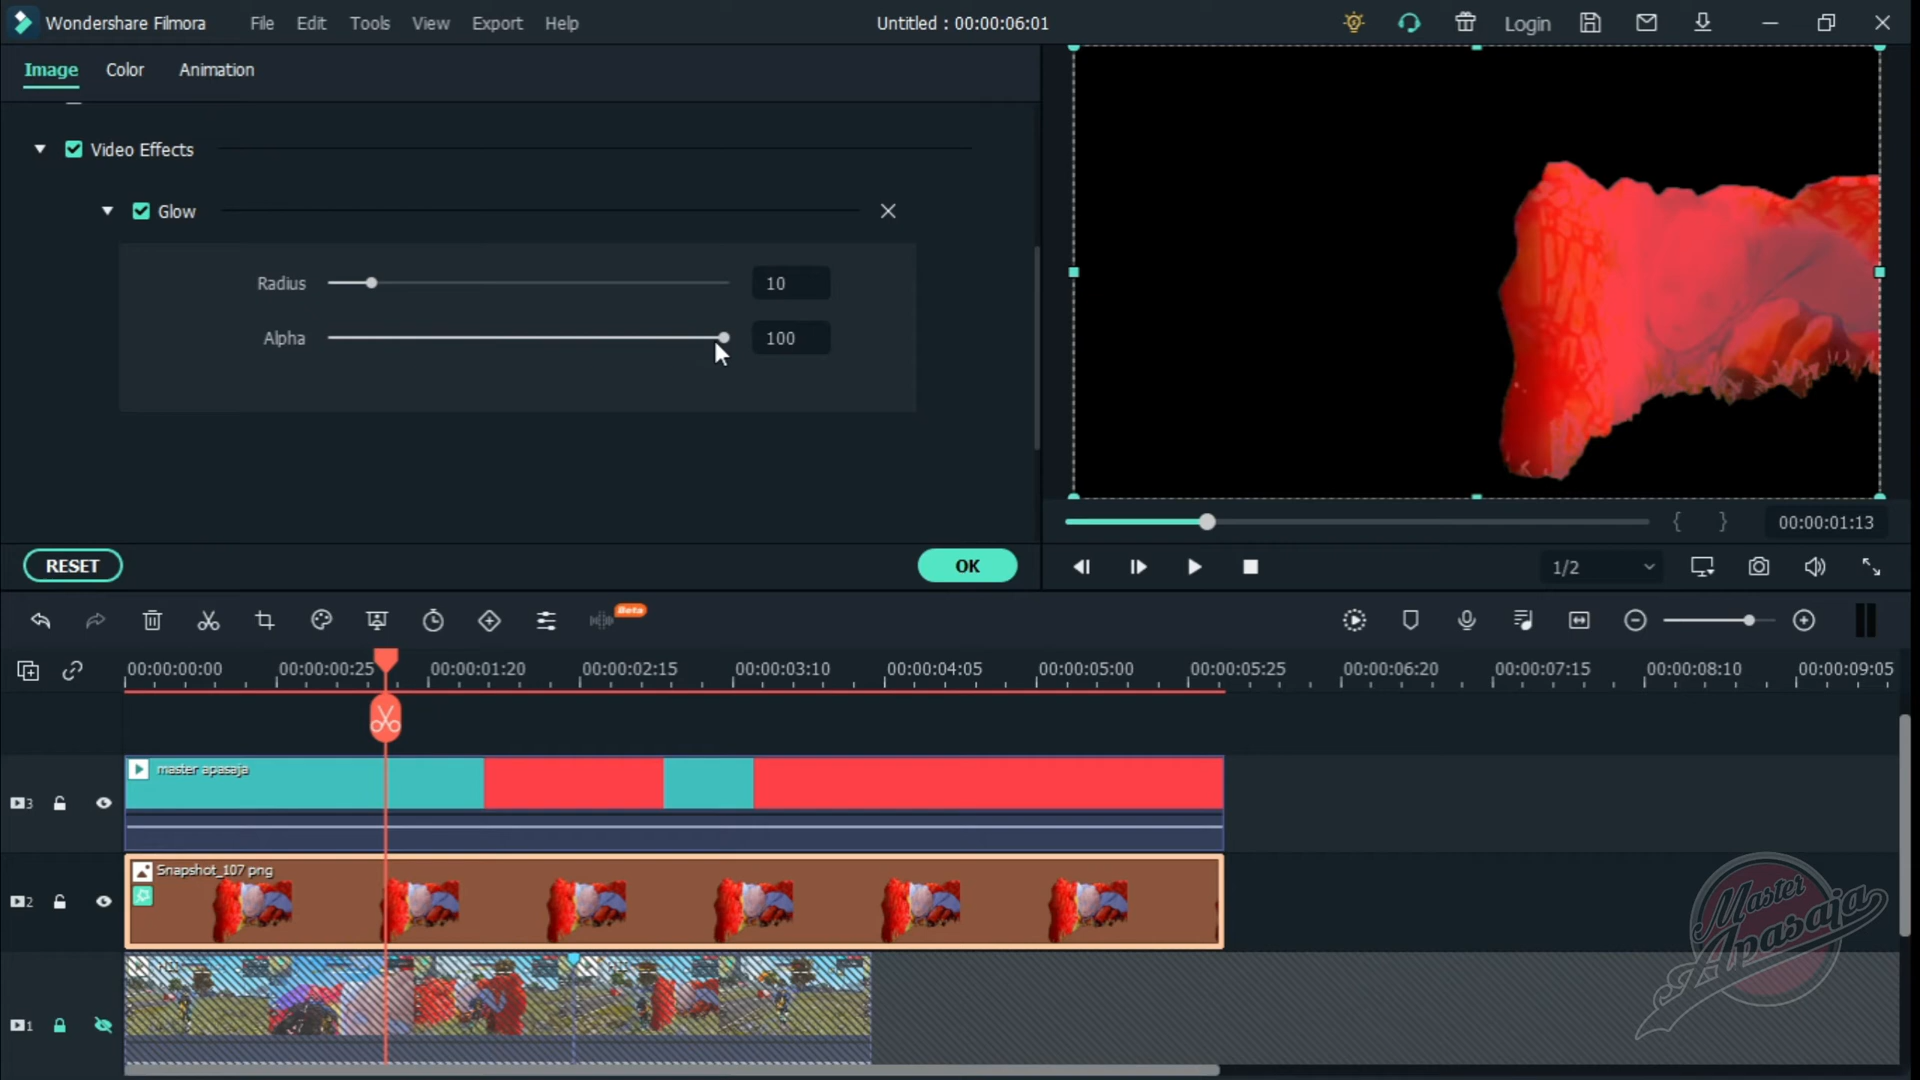 Wondershare Filmora File Edit Tools View Export Help Untitled : 00:00:06:01 Login
Image Color Animation
Video Effects
Glow
Radius 10
Alpha 100
00:00:01:13
RESET OK
1/2
Beta
00:00:00:00 00:00:00:25 00:00:01:20 00:00:02:15 00:00:03:10 00:00:04:05 00:00:05:00 00:00:05:25 00:00:06:20 00:00:07:15 00:00:08:10 00:00:09:05
master apasaja
3
Snapshot_107 png
2
1
Master
Apasaja